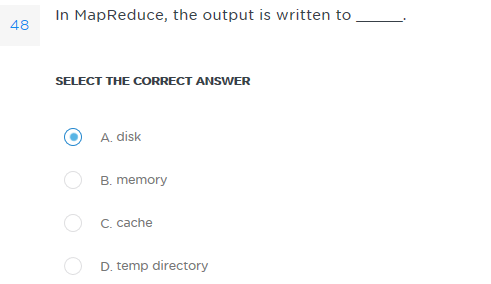 48
In MapReduce, the output is written to ______.
SELECT THE CORRECT ANSWER
A. disk
B. memory
C. cache
D. temp directory